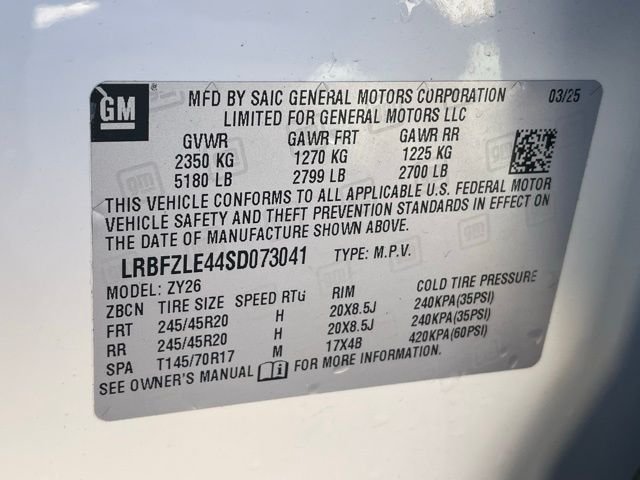 GM
MFD BY SAIC GENERAL MOTORS CORPORATION 03/25
LIMITED FOR GENERAL MOTORS LLC
GVWR GAWR FRT GAWR RR
2350 KG 1270 KG 1225 KG
5180 LB 2799 LB 2700 LB
THIS VEHICLE CONFORMS TO ALL APPLICABLE U.S. FEDERAL MOTOR
VEHICLE SAFETY AND THEFT PREVENTION STANDARDS IN EFFECT ON
THE DATE OF MANUFACTURE SHOWN ABOVE.
LRBFZLE44SD073041 TYPE: M.P.V.
MODEL: ZY26
ZBCN TIRE SIZE SPEED RTG RIM COLD TIRE PRESSURE
FRT 245/45R20 H 20X8.5J 240KPA(35PSI)
RR 245/45R20 H 20X8.5J 240KPA(35PSI)
SPA T145/70R17 M 17X4B 420KPA(60PSI)
SEE OWNER'S MANUAL FOR MORE INFORMATION.